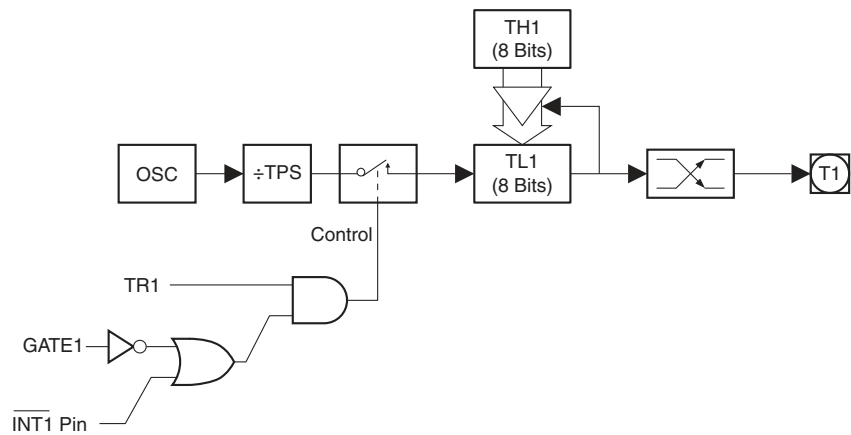 TH1
(8 Bits)
OSC
÷TPS
TL1
(8 Bits)
T1
Control
TR1
GATE1
INT1 Pin